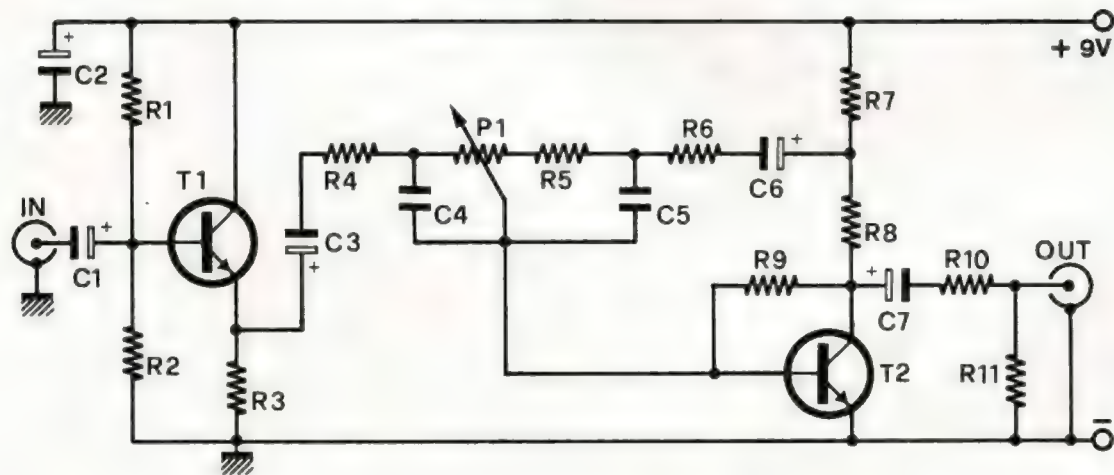 + 9V
+
C2
R1
R7
P1
R6
R4
R5
+
C6
T1
IN
+
C1
C4
C5
C3
+
R8
R9
+
C7
R10
OUT
R2
R3
T2
R11
−